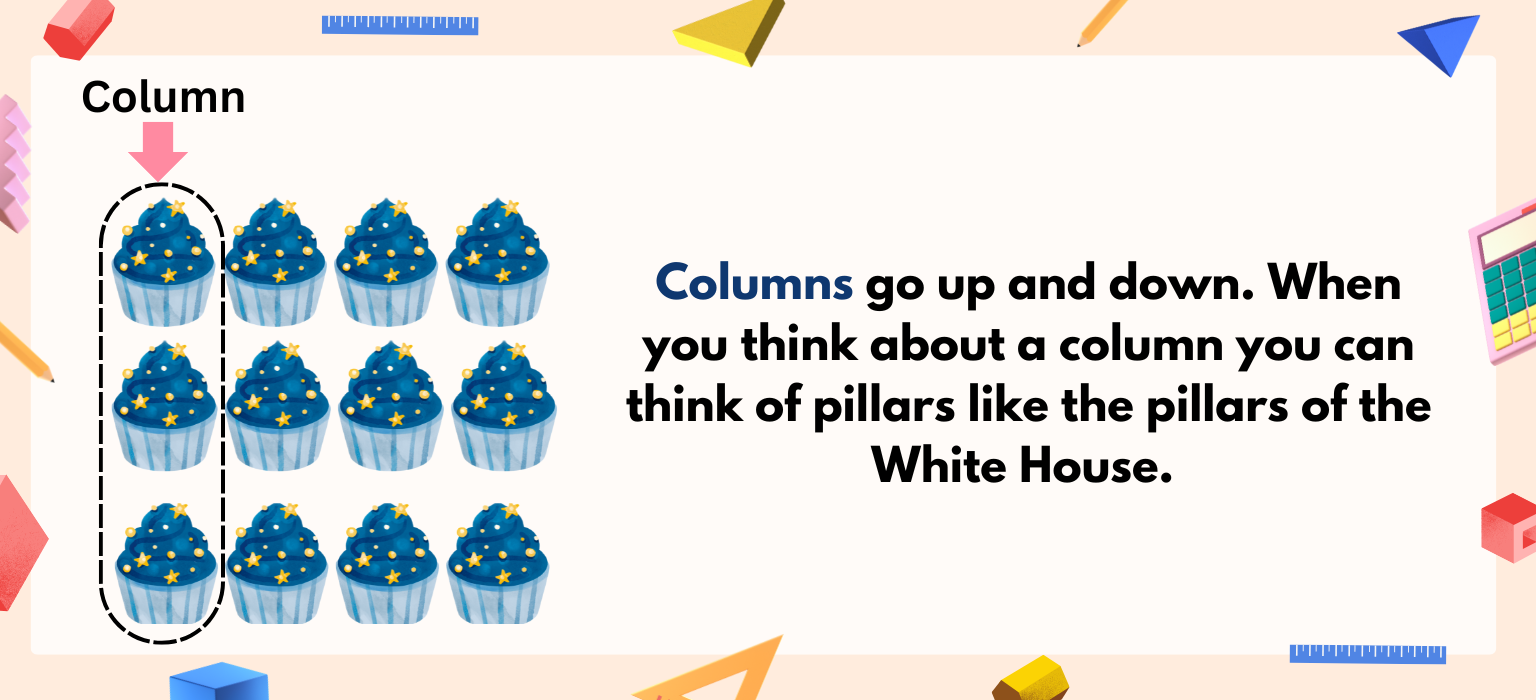 Column
Columns go up and down. When
you think about a column you can
think of pillars like the pillars of the
White House.